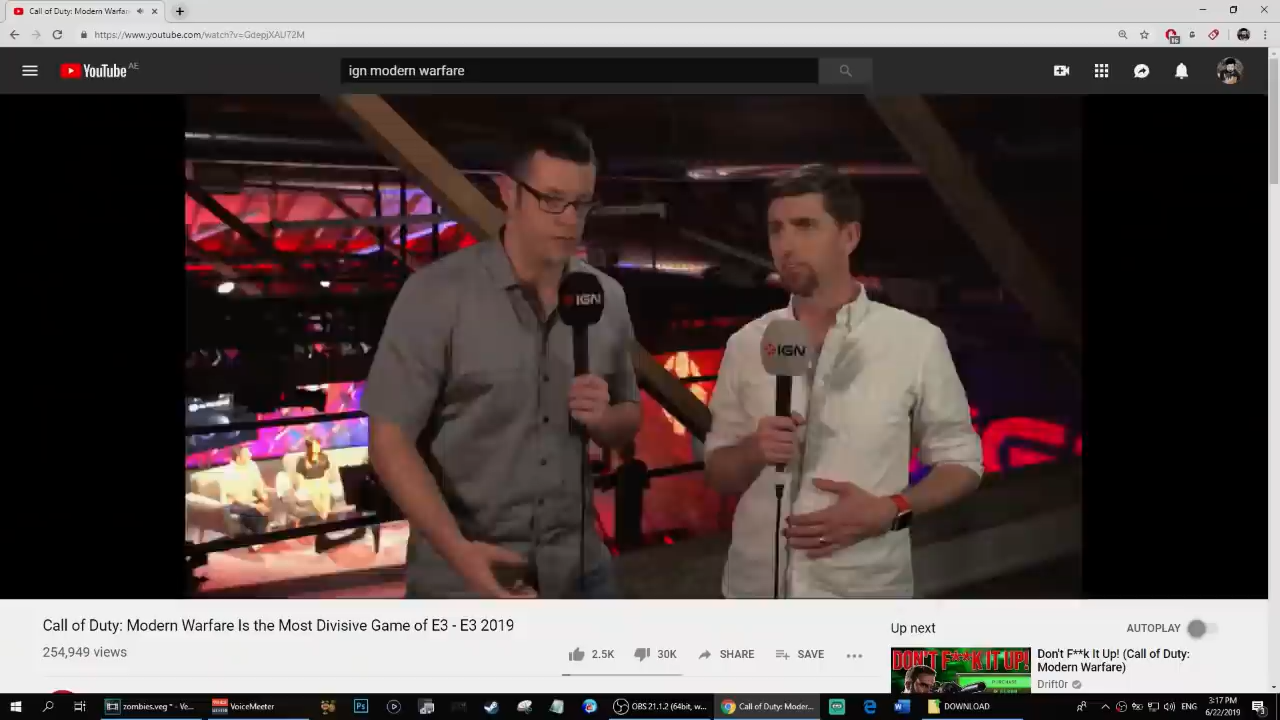 Call of Duty: Modern Warfar
https://www.youtube.com/watch?v=GdepjXAU72M
YouTube AE
ign modern warfare
IGN
IGN
Call of Duty: Modern Warfare Is the Most Divisive Game of E3 - E3 2019
254,949 views
2.5K
30K
SHARE
SAVE
Up next
AUTOPLAY
DON'T F**K IT UP!
PURCHASE
Don't F**k It Up! (Call of Duty:
Modern Warfare)
Drift0r
zombies.veg * - Ve...
VoiceMeeter
OBS 21.1.2 (64bit, w...
Call of Duty: Moder...
DOWNLOAD
ENG
3:17 PM
6/22/2019